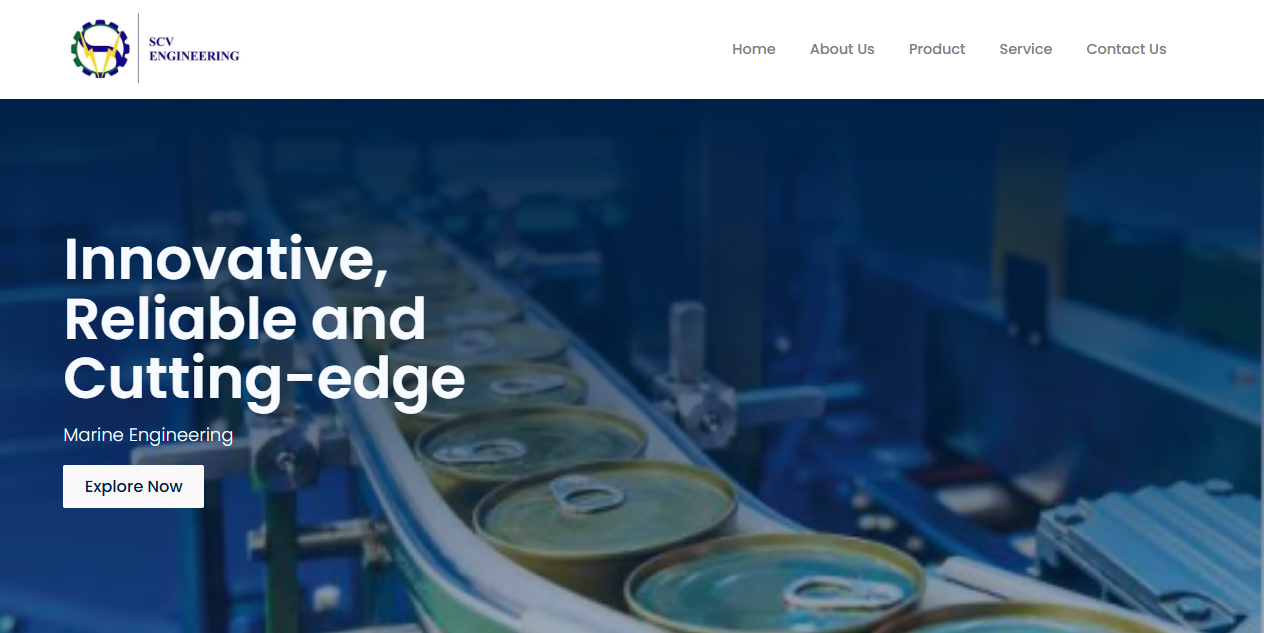 SCV
ENGINEERING
Home
About Us
Product
Service
Contact Us
Innovative,
Reliable and
Cutting-edge
Marine Engineering
Explore Now